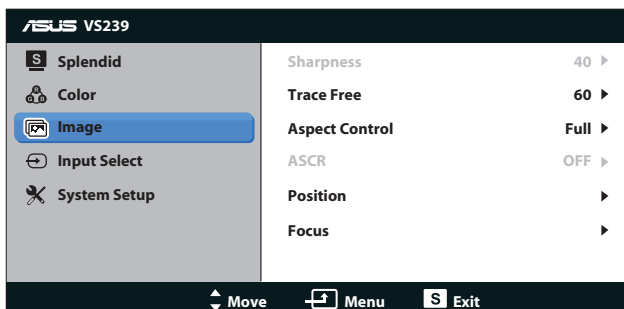 ASUS VS239
S Splendid
Color
Image
Input Select
System Setup
Sharpness 40
Trace Free 60
Aspect Control Full
ASCR OFF
Position
Focus
Move Menu S Exit